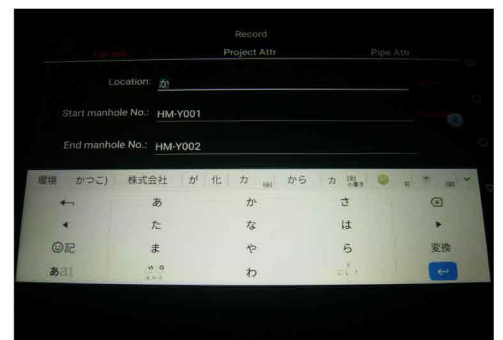 Record
Project Attr Pipe Attr
Location: か
Start manhole No.: HM-Y001
End manhole No.: HM-Y002
環境 かつこ) 株式会社 が 化 カ から カ
あ か さ
た な は
記 ま や ら 変換
あa1 わ